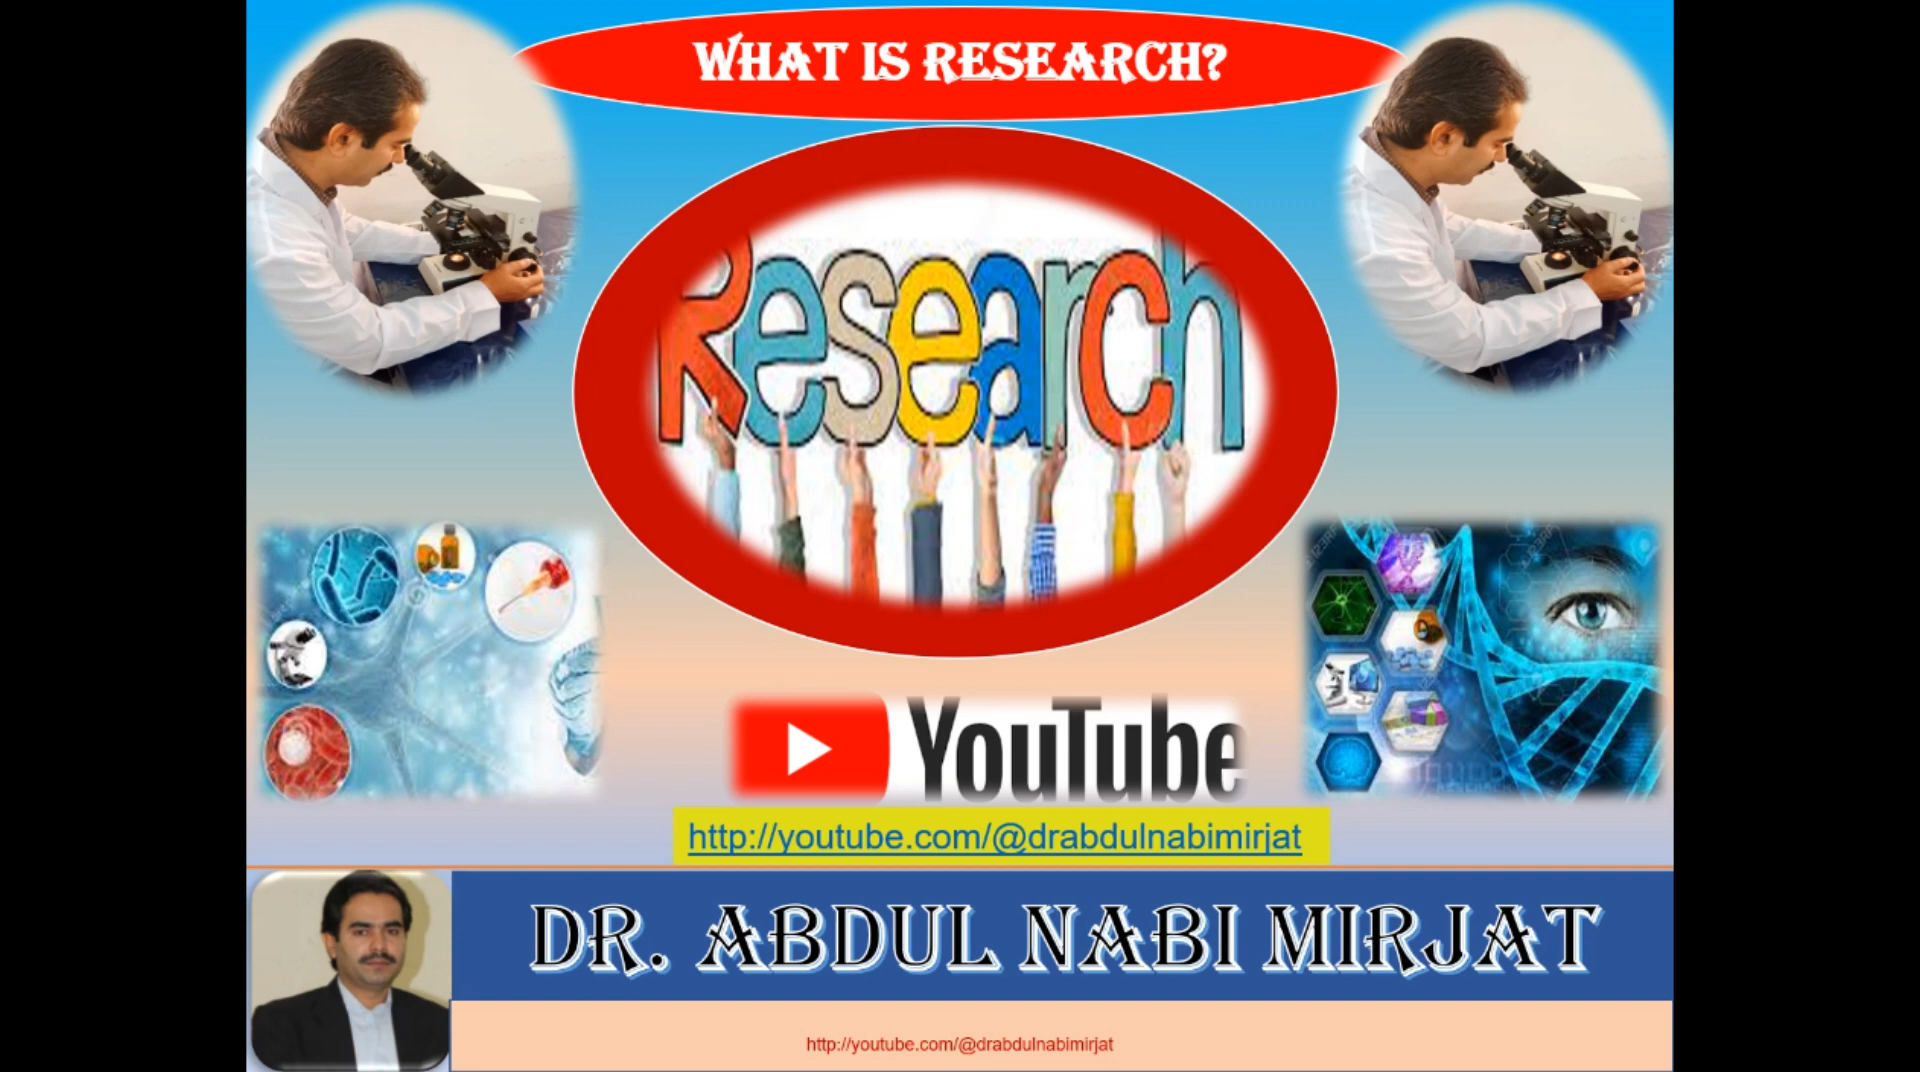 WHAT IS RESEARCH?
Research
YouTube
http://youtube.com/@drabdulnabimirjat
DR. ABDUL NABI MIRJAT
http://youtube.com/@drabdulnabimirjat